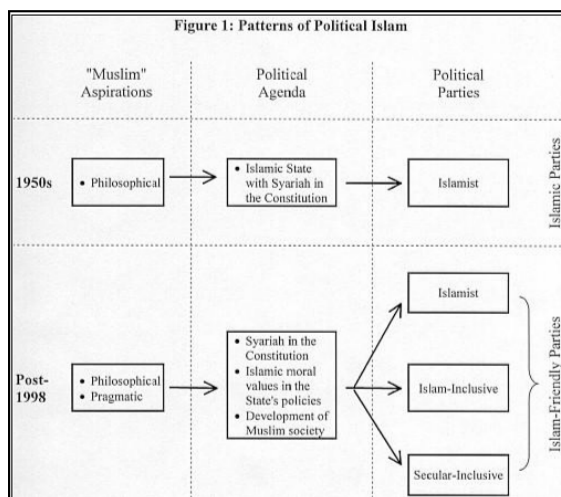 Figure 1: Patterns of Political Islam
"Muslim"
Aspirations
Political
Agenda
Political
Parties
1950s
• Philosophical
• Islamic State
with Syariah in
the Constitution
Islamist
Islamic Parties
Post-
1998
• Philosophical
• Pragmatic
• Syariah in the
Constitution
• Islamic moral
values in the
State's policies
• Development of
Muslim society
Islamist
Islam-Inclusive
Secular-Inclusive
Islam-Friendly Parties